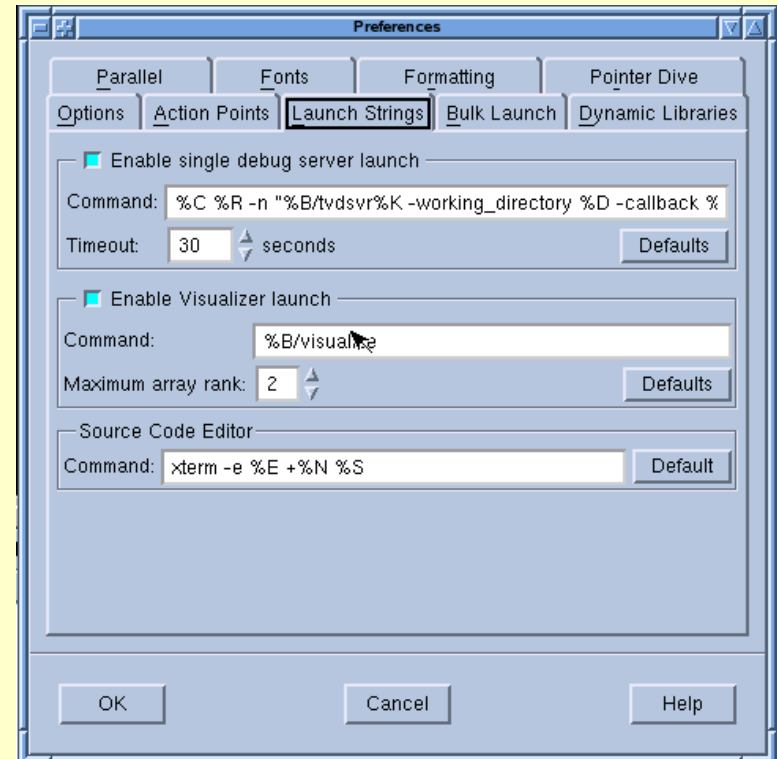 Preferences
Parallel Fonts Formatting Pointer Dive
Options Action Points Launch Strings Bulk Launch Dynamic Libraries
Enable single debug server launch
Command: %C %R -n "%B/tvdsvr%K -working_directory %D -callback %
Timeout: 30 seconds Defaults
Enable Visualizer launch
Command: %B/visualize
Maximum array rank: 2 Defaults
Source Code Editor
Command: xterm -e %E +%N %S Default
OK Cancel Help